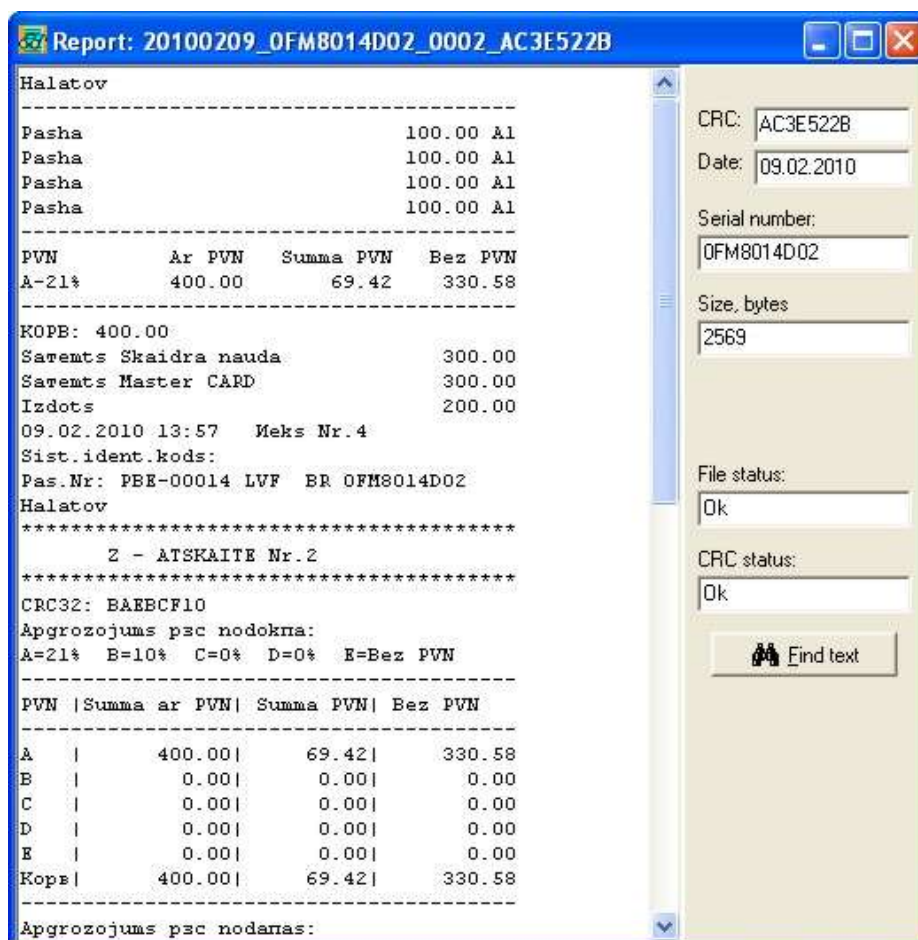 Report: 20100209_0FM8014D02_0002_AC3E522B
Halatov
-----------------------------------------
Pasha 100.00 A1
Pasha 100.00 A1
Pasha 100.00 A1
Pasha 100.00 A1
-----------------------------------------
PVN Ar PVN Summa PVN Bez PVN
A-21% 400.00 69.42 330.58
-----------------------------------------
KOPB: 400.00
Saтemts Skaidra nauda 300.00
Saтemts Master CARD 300.00
Izdots 200.00
09.02.2010 13:57 Иeks Nr.4
Sist.ident.kods:
Pas.Nr: PBE-00014 LVF BR 0FM8014D02
Halatov
*****************************************
Z - ATSKAITE Nr.2
*****************************************
CRC32: BAEBCF10
Apgrozojums pзc nodokпa:
A=21% B=10% C=0% D=0% E=Bez PVN
-----------------------------------------
PVN |Summa ar PVN| Summa PVN| Bez PVN
-----------------------------------------
A | 400.00| 69.42| 330.58
B | 0.00| 0.00| 0.00
C | 0.00| 0.00| 0.00
D | 0.00| 0.00| 0.00
E | 0.00| 0.00| 0.00
Kopв| 400.00| 69.42| 330.58
-----------------------------------------
Apgrozojums pзc nodaпas:
CRC: AC3E522B
Date: 09.02.2010
Serial number:
0FM8014D02
Size, bytes
2569
File status:
Ok
CRC status:
Ok
Find text